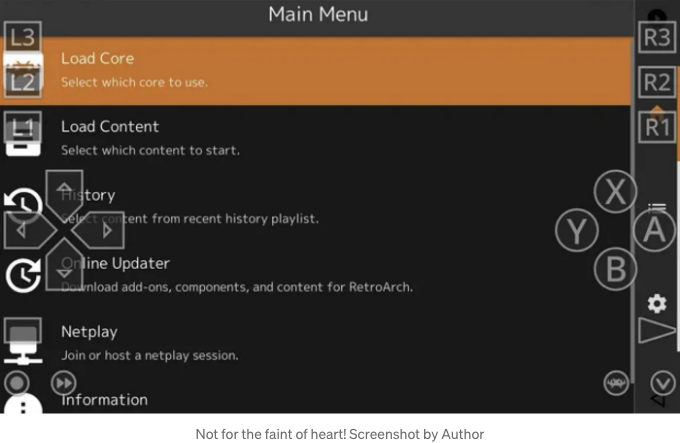 Main Menu
L3
R3
Load Core
L2
Select which core to use.
R2
L1
Load Content
R1
Select which content to start.
History
X
Select content from recent history playlist.
Y
A
Online Updater
B
Download add-ons, components, and content for RetroArch.
Netplay
Join or host a netplay session.
Information
Not for the faint of heart! Screenshot by Author